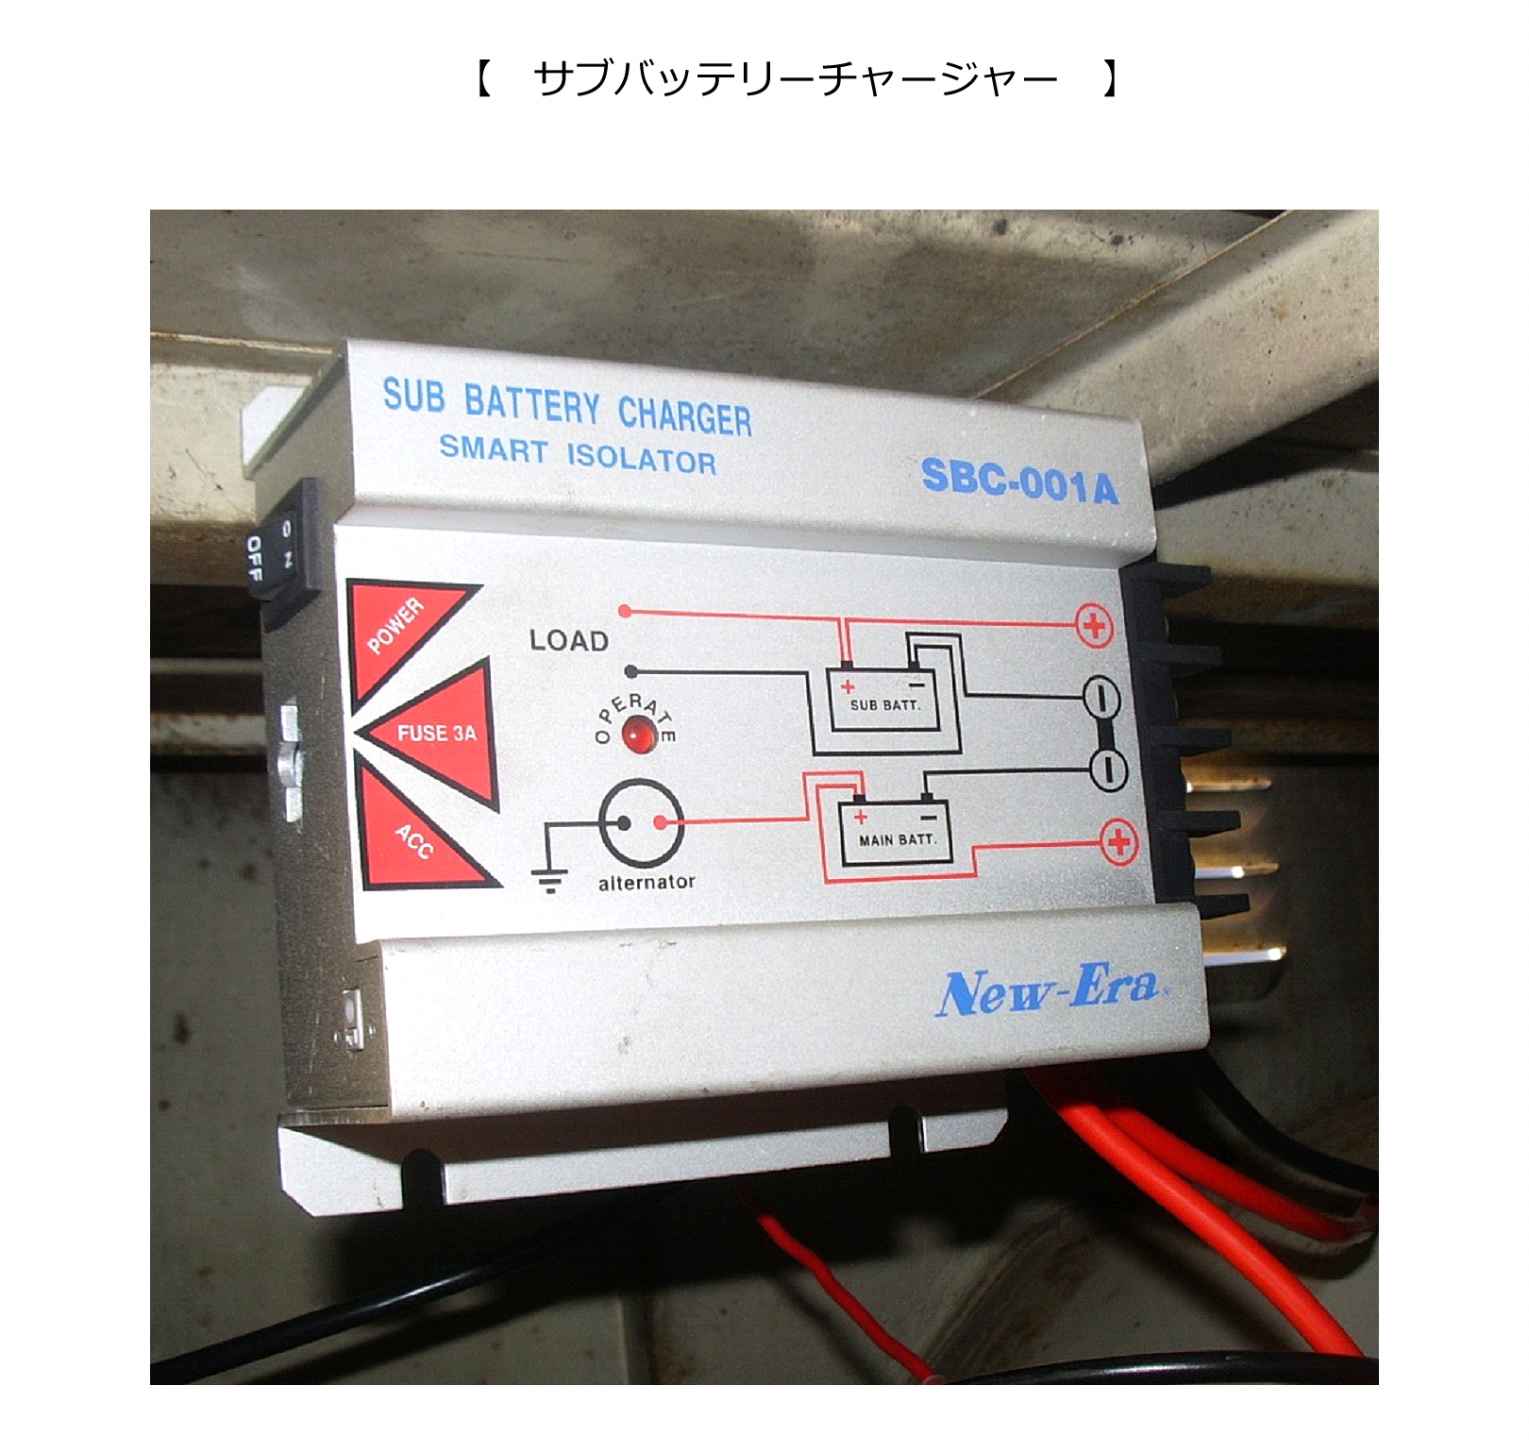 【　サブバッテリーチャージャー　】
SUB BATTERY CHARGER
SMART ISOLATOR
SBC-001A
ON
OFF
POWER
FUSE 3A
ACC
LOAD
OPERATE
alternator
+
+ −
SUB BATT.
−
−
+ −
MAIN BATT.
+
New-Era